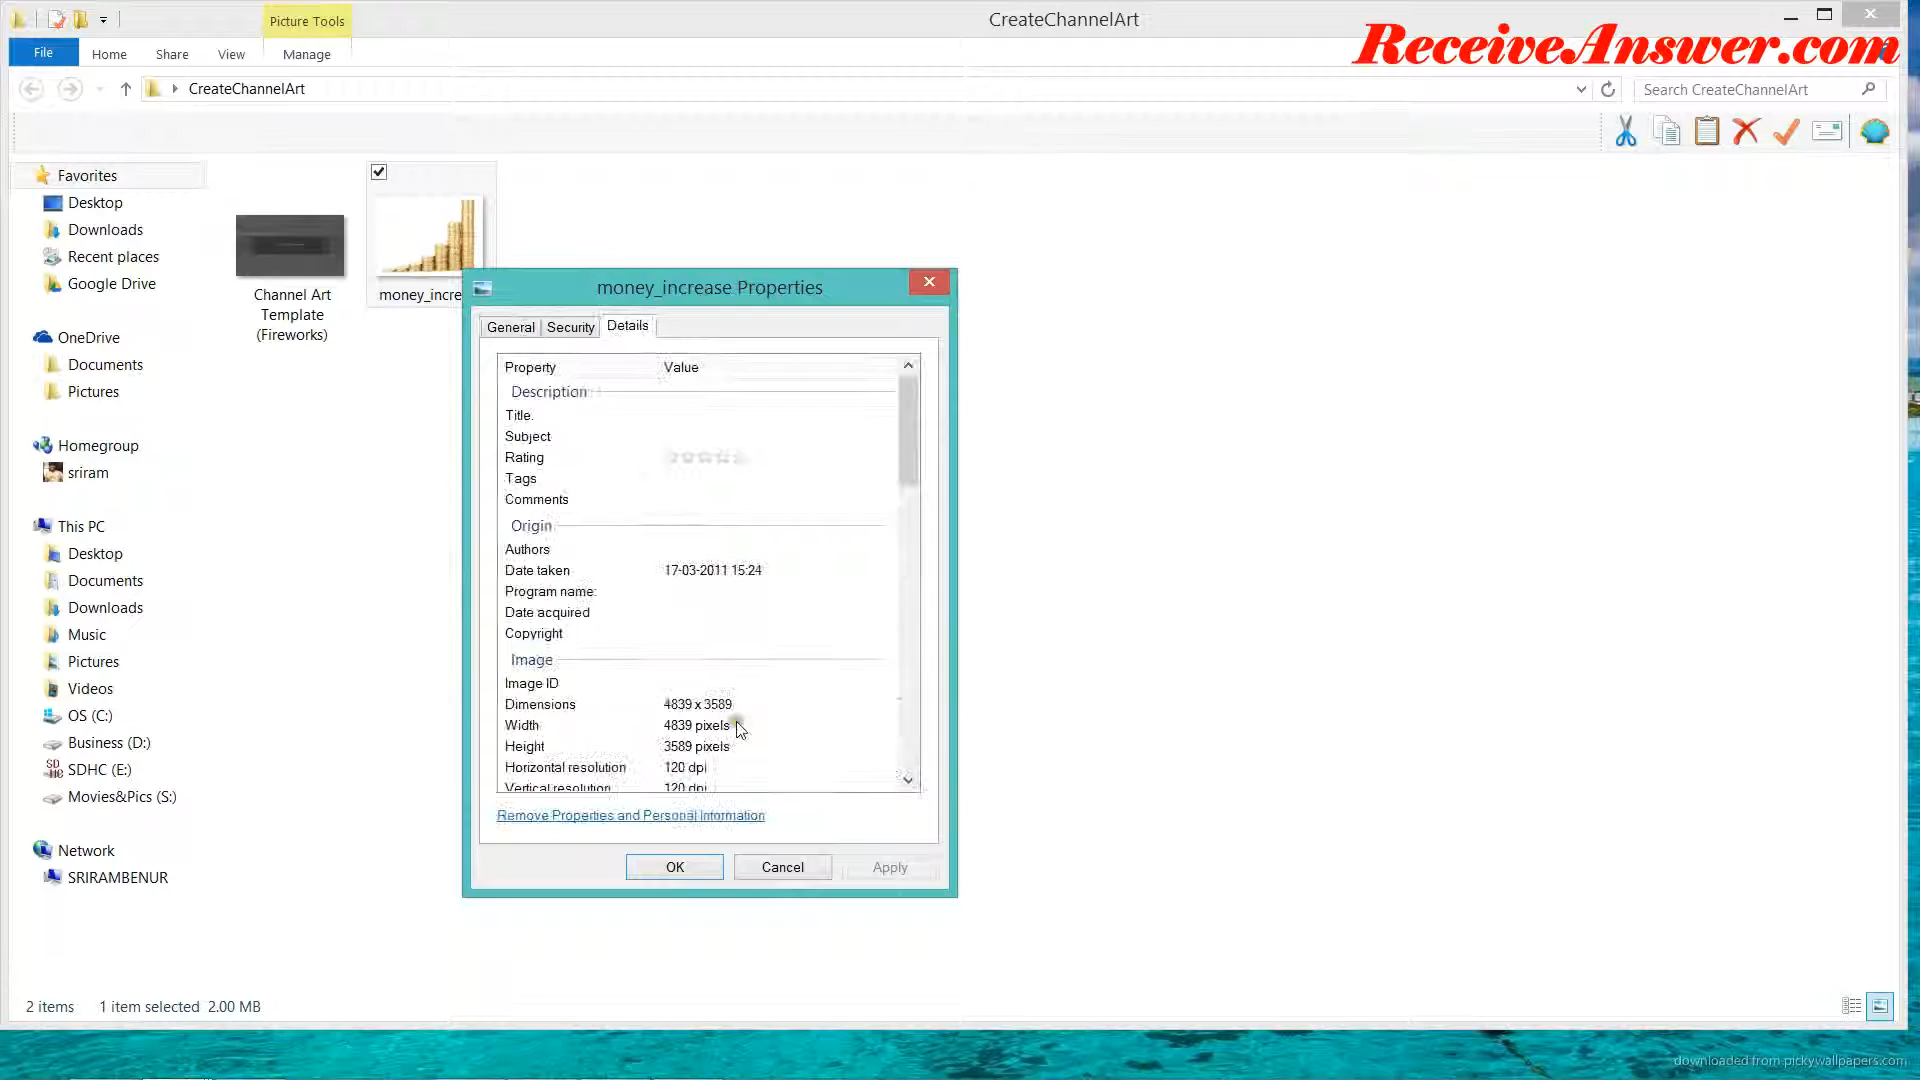 Picture Tools
CreateChannelArt
ReceiveAnswer.com
File
Home
Share
View
Manage
CreateChannelArt
Search CreateChannelArt
Favorites
Desktop
Downloads
Recent places
Google Drive
OneDrive
Documents
Pictures
Homegroup
sriram
This PC
Desktop
Documents
Downloads
Music
Pictures
Videos
OS (C:)
Business (D:)
SDHC (E:)
Movies&Pics (S:)
Network
SRIRAMBENUR
Channel Art
Template
(Fireworks)
money_incre
money_increase Properties
General
Security
Details
Property Value
Description
Title.
Subject
Rating
Tags
Comments
Origin
Authors
Date taken 17-03-2011 15:24
Program name:
Date acquired
Copyright
Image
Image ID
Dimensions 4839 x 3589
Width 4839 pixels
Height 3589 pixels
Horizontal resolution 120 dpi
Vertical resolution 120 dpi
Remove Properties and Personal Information
OK
Cancel
Apply
2 items 1 item selected 2.00 MB
downloaded from pickywallpapers.com